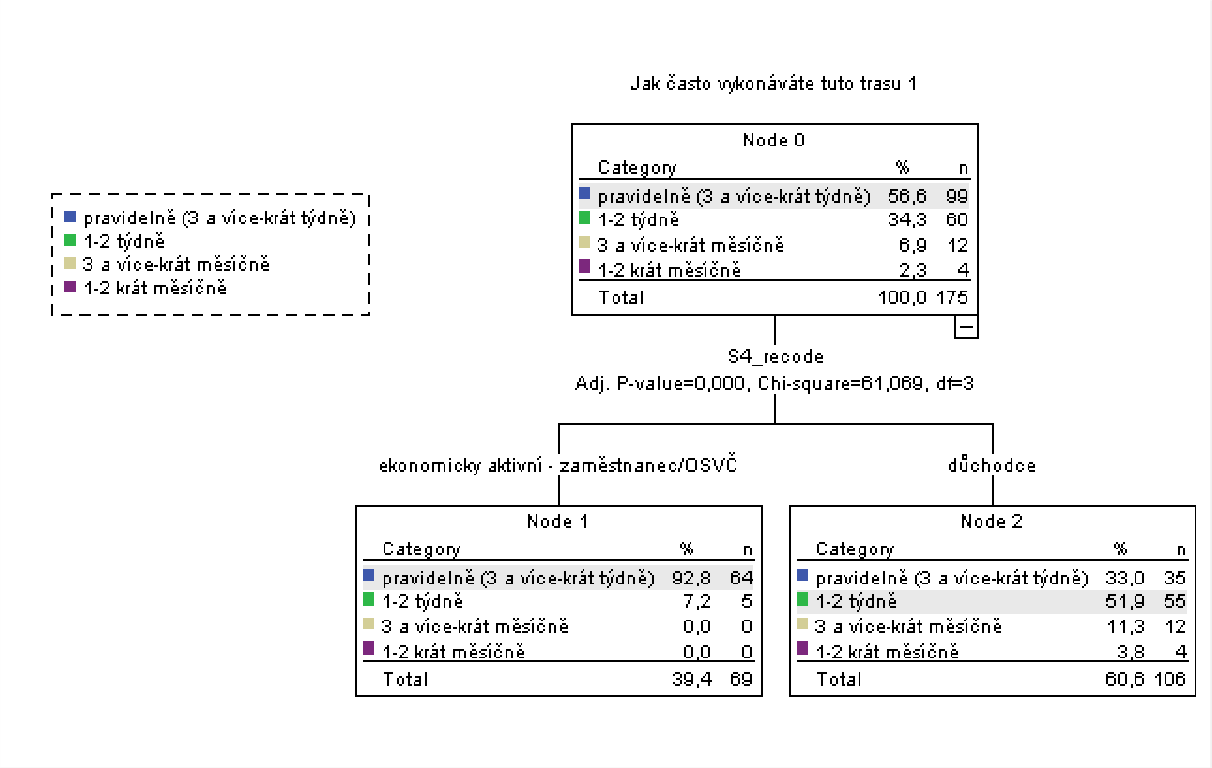 Jak často vykonáváte tuto trasu 1
Node 0
Category % n
pravidelně (3 a více-krát týdně) 56,6 99
1-2 týdně 34,3 60
3 a více-krát měsíčně 6,9 12
1-2 krát měsíčně 2,3 4
Total 100,0 175
pravidelně (3 a více-krát týdně)
1-2 týdně
3 a více-krát měsíčně
1-2 krát měsíčně
S4_recode
Adj. P-value=0,000, Chi-square=61,069, df=3
ekonomicky aktivní - zaměstnanec/OSVČ
důchodce
Node 1
Category % n
pravidelně (3 a více-krát týdně) 92,8 64
1-2 týdně 7,2 5
3 a více-krát měsíčně 0,0 0
1-2 krát měsíčně 0,0 0
Total 39,4 69
Node 2
Category % n
pravidelně (3 a více-krát týdně) 33,0 35
1-2 týdně 51,9 55
3 a více-krát měsíčně 11,3 12
1-2 krát měsíčně 3,8 4
Total 60,6 106